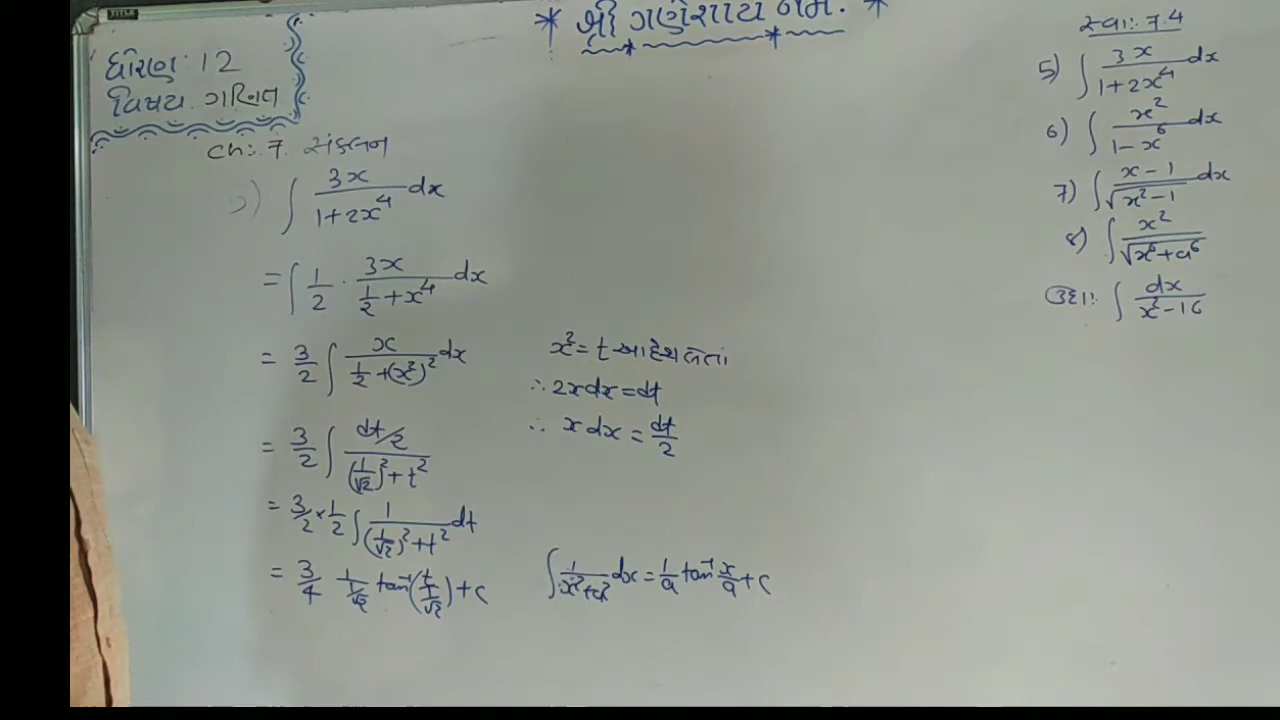 * શ્રી ગણેશાય નમ: *
ધોરણ: 12
વિષય: ગણિત
Ch: 7. સંકલન
5) ∫ 3x/(1+2x⁴) dx
= ∫ 1/2 · 3x/(1/2 + x⁴) dx
= 3/2 ∫ x/(1/2 + (x²)²) dx
= 3/2 ∫ (dt/2)/((1/√2)² + t²)
= 3/2 × 1/2 ∫ 1/((1/√2)² + t²) dt
= 3/4 1/(1/√2) tan⁻¹(t/(1/√2)) + c
x² = t આદેશ લેતાં
∴ 2x dx = dt
∴ x dx = dt/2
∫ 1/(x²+a²) dx = 1/a tan⁻¹ x/a + c
સ્વા: 7.4
5) ∫ 3x/(1+2x⁴) dx
6) ∫ x²/(1-x⁶) dx
7) ∫ (x-1)/√(x²-1) dx
8) ∫ x²/√(x⁶+a⁶)
ઉદા: ∫ dx/(x²-16)